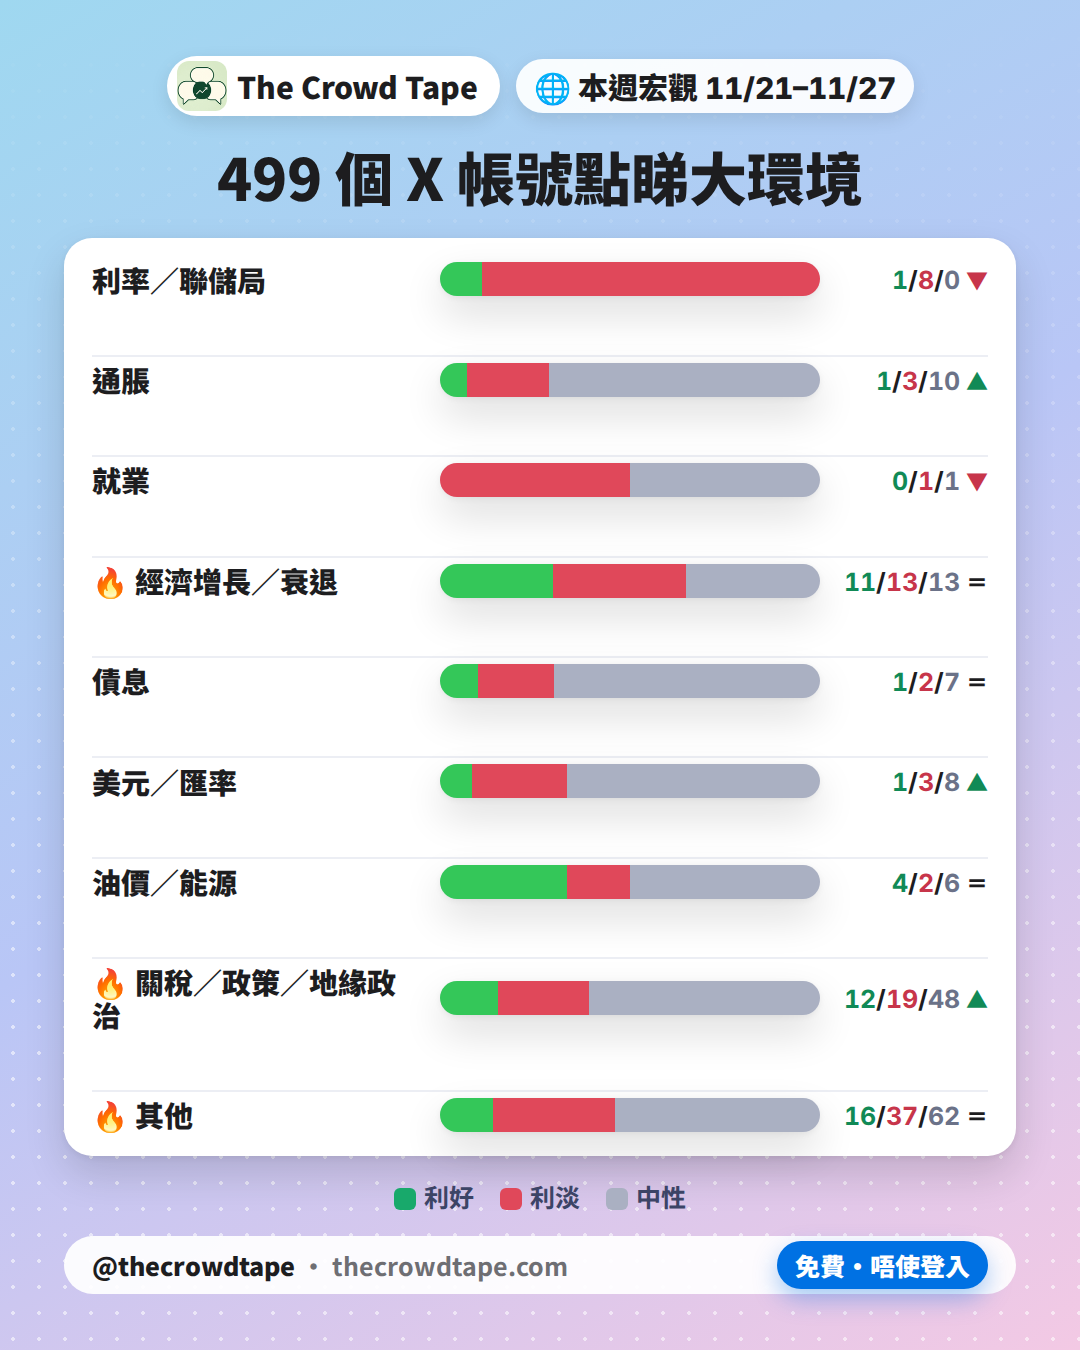 The Crowd Tape
🌐 本週宏觀 11/21–11/27
499 個 X 帳號點睇大環境
利率／聯儲局 1/8/0 ▼
通脹 1/3/10 ▲
就業 0/1/1 ▼
🔥 經濟增長／衰退 11/13/13 =
債息 1/2/7 =
美元／匯率 1/3/8 ▲
油價／能源 4/2/6 =
🔥 關稅／政策／地緣政
治 12/19/48 ▲
🔥 其他 16/37/62 =
利好 利淡 中性
@thecrowdtape · thecrowdtape.com 免費・唔使登入